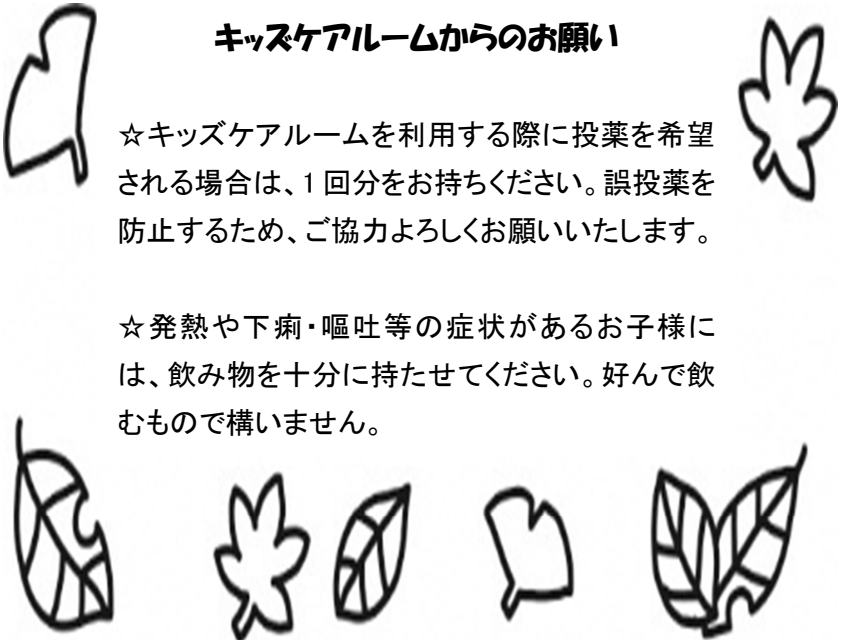 キッズケアルームからのお願い
☆キッズケアルームを利用する際に投薬を希望
される場合は、1回分をお持ちください。誤投薬を
防止するため、ご協力よろしくお願いいたします。
☆発熱や下痢・嘔吐等の症状があるお子様に
は、飲み物を十分に持たせてください。好んで飲
むもので構いません。